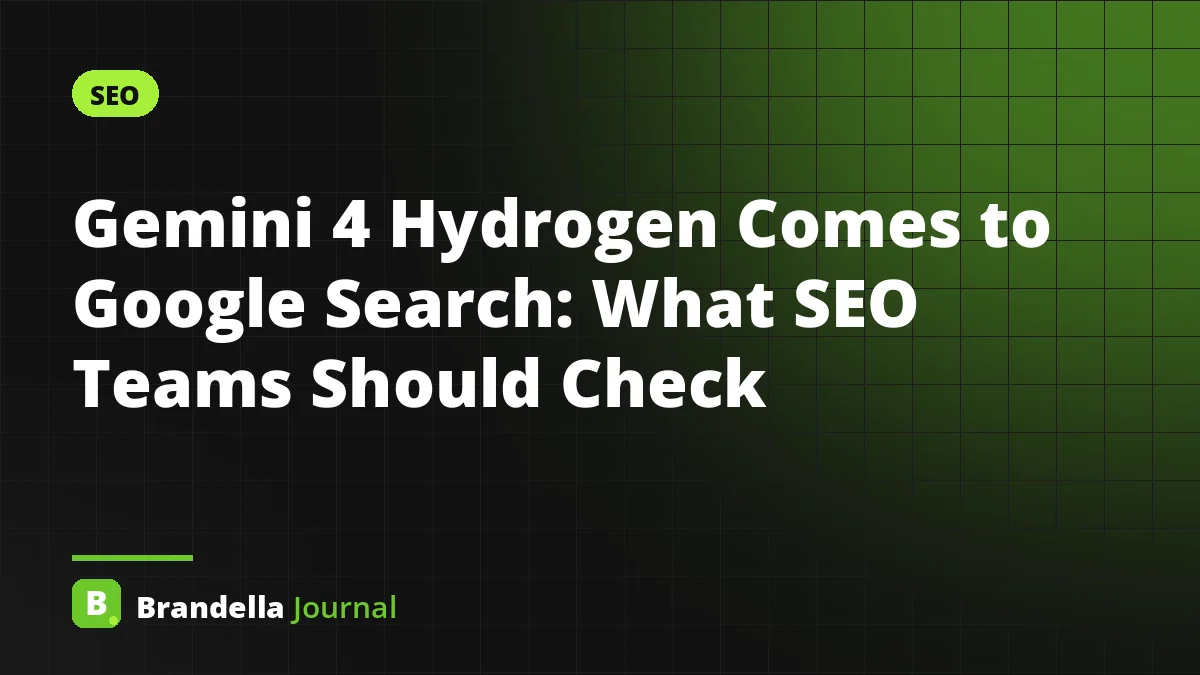 SEO
Gemini 4 Hydrogen Comes to
Google Search: What SEO
Teams Should Check
B
Brandella Journal